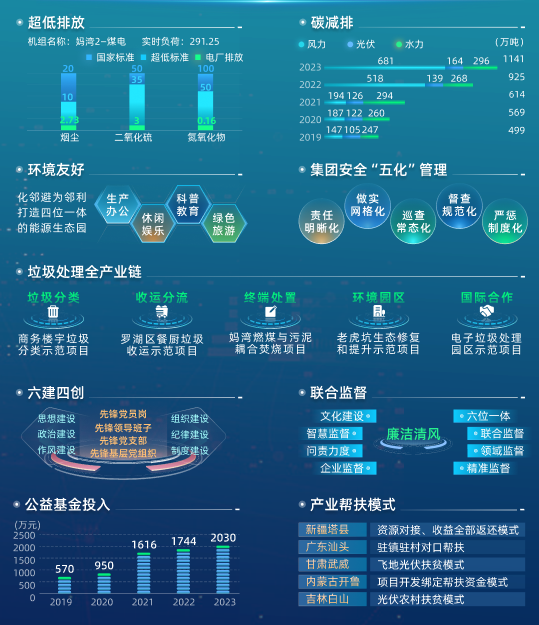 超低排放
机组名称：妈湾2-煤电 实时负荷：291.25
国家标准 超低标准 电厂排放
20 50 100
35 50
10
2.73 3 0.16
烟尘 二氧化硫 氮氧化物
碳减排
风力 光伏 水力 (万吨)
681 164 296 1141
2023
518 139 268 925
2022
194 126 294 614
2021
187 122 260 569
2020
147 105 247 499
2019
环境友好
化邻避为邻利
打造四位一体
的能源生态园
生产
办公
休闲
娱乐
科普
教育
绿色
旅游
集团安全“五化”管理
责任
明晰化
做实
网格化
巡查
常态化
督查
规范化
严惩
制度化
垃圾处理全产业链
垃圾分类 收运分流 终端处置 环境园区 国际合作
商务楼宇垃圾
分类示范项目
罗湖区餐厨垃圾
收运示范项目
妈湾燃煤与污泥
耦合焚烧项目
老虎坑生态修复
和提升示范项目
电子垃圾处理
园区示范项目
六建四创
思想建设
政治建设
作风建设
先锋党员岗
先锋领导班子
先锋党支部
先锋基层党组织
组织建设
纪律建设
制度建设
联合监督
文化建设
智慧监督
问责力度
企业监督
廉洁清风
六位一体
联合监督
领域监督
精准监督
公益基金投入
(万元)
2500
2000
1500
1000
500
0
570 950 1616 1744 2030
2019 2020 2021 2022 2023
产业帮扶模式
新疆塔县 资源对接、收益全部返还模式
广东汕头 驻镇驻村对口帮扶
甘肃武威 飞地光伏扶贫模式
内蒙古开鲁 项目开发绑定帮扶资金模式
吉林白山 光伏农村扶贫模式